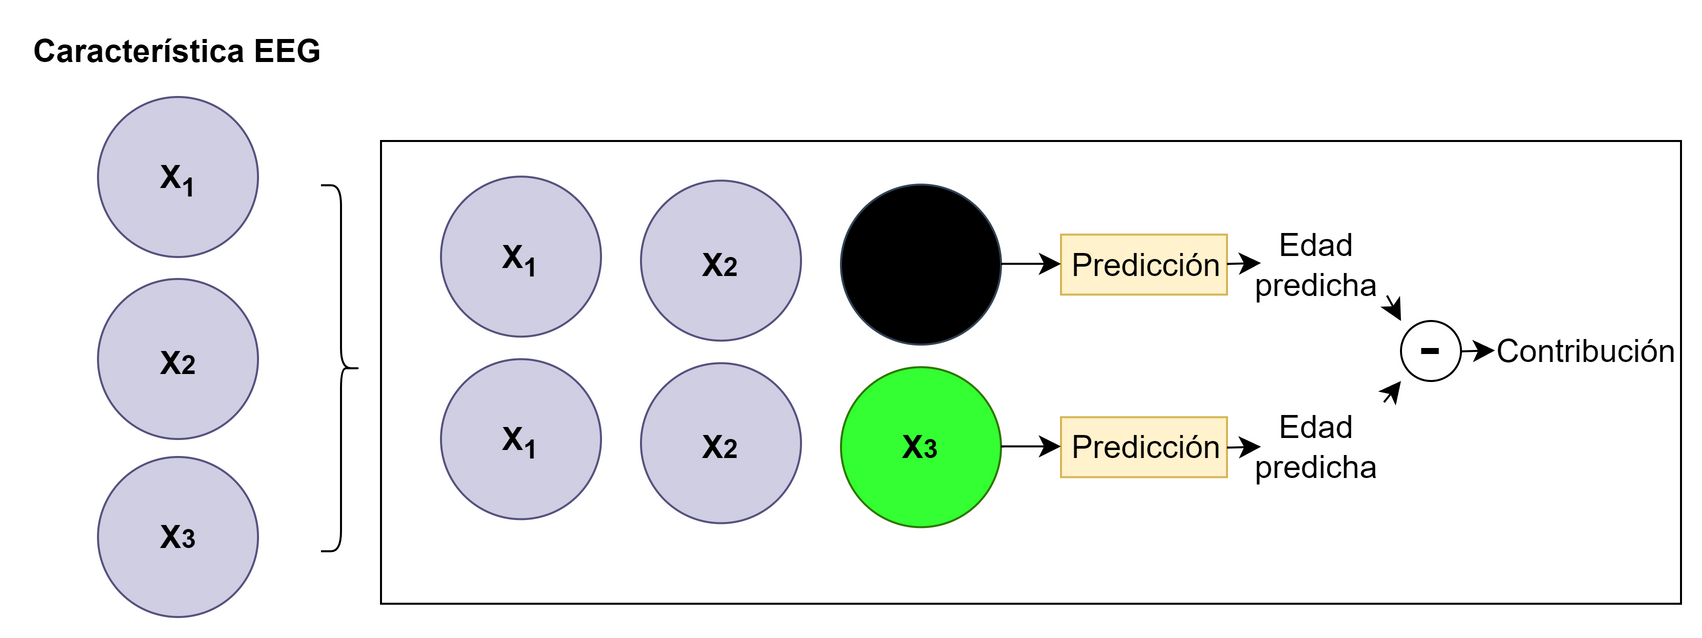 Característica EEG
X1
X2
X3
X1
X2
Predicción
Edad
predicha
-
Contribución
X1
X2
X3
Predicción
Edad
predicha